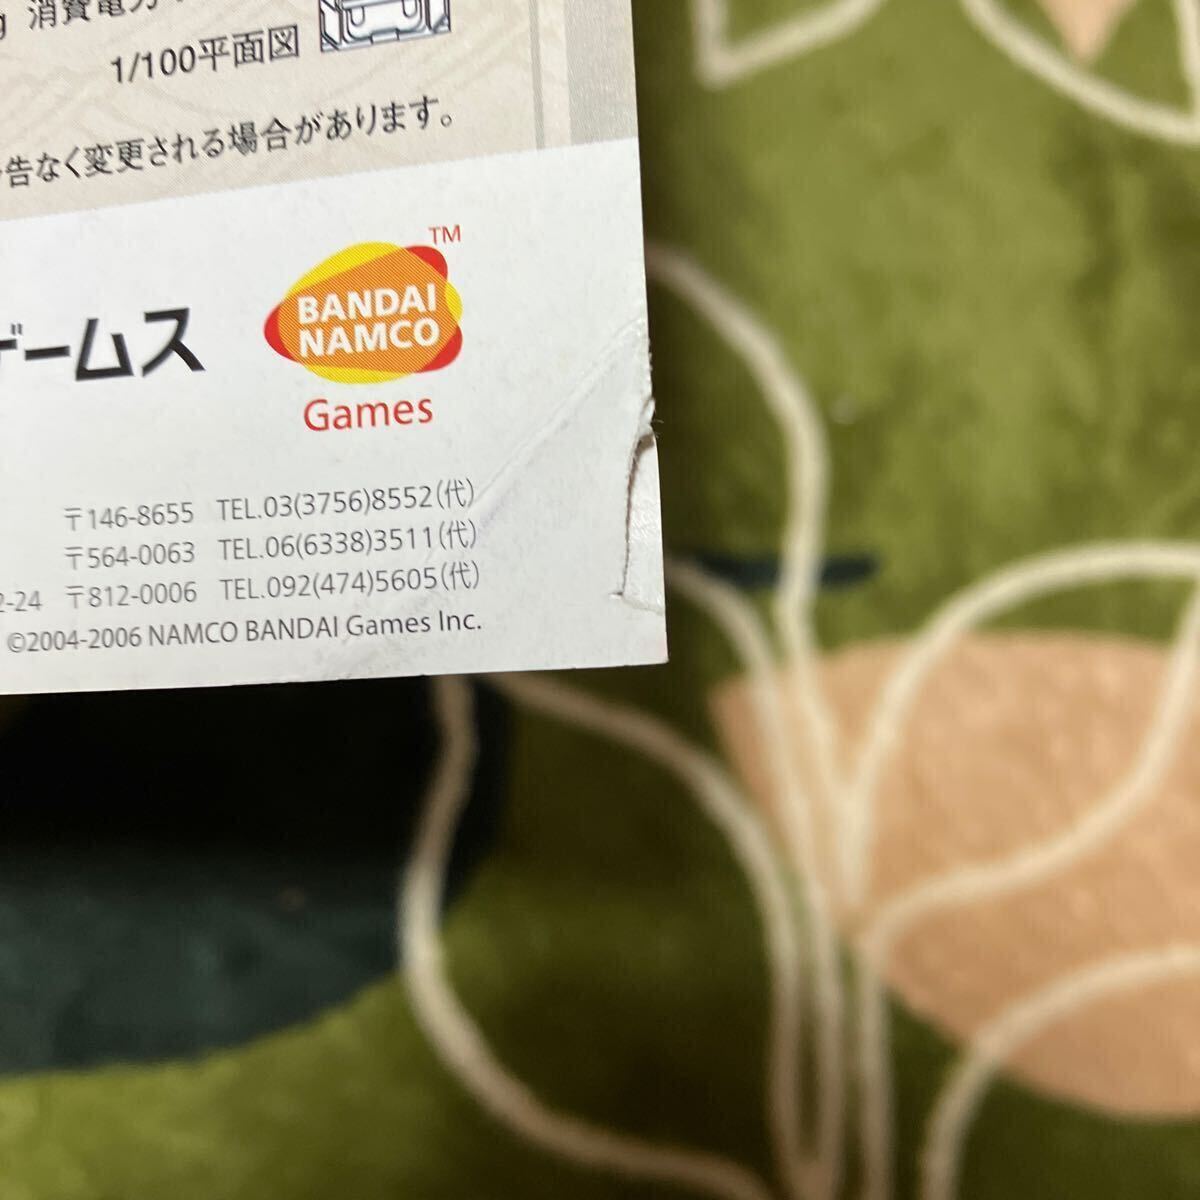 消費電力
1/100平面図
告なく変更される場合があります。
TM
BANDAI
NAMCO
Games
ゲームス
〒146-8655 TEL.03(3756)8552(代)
〒564-0063 TEL.06(6338)3511(代)
2-24 〒812-0006 TEL.092(474)5605(代)
©2004-2006 NAMCO BANDAI Games Inc.